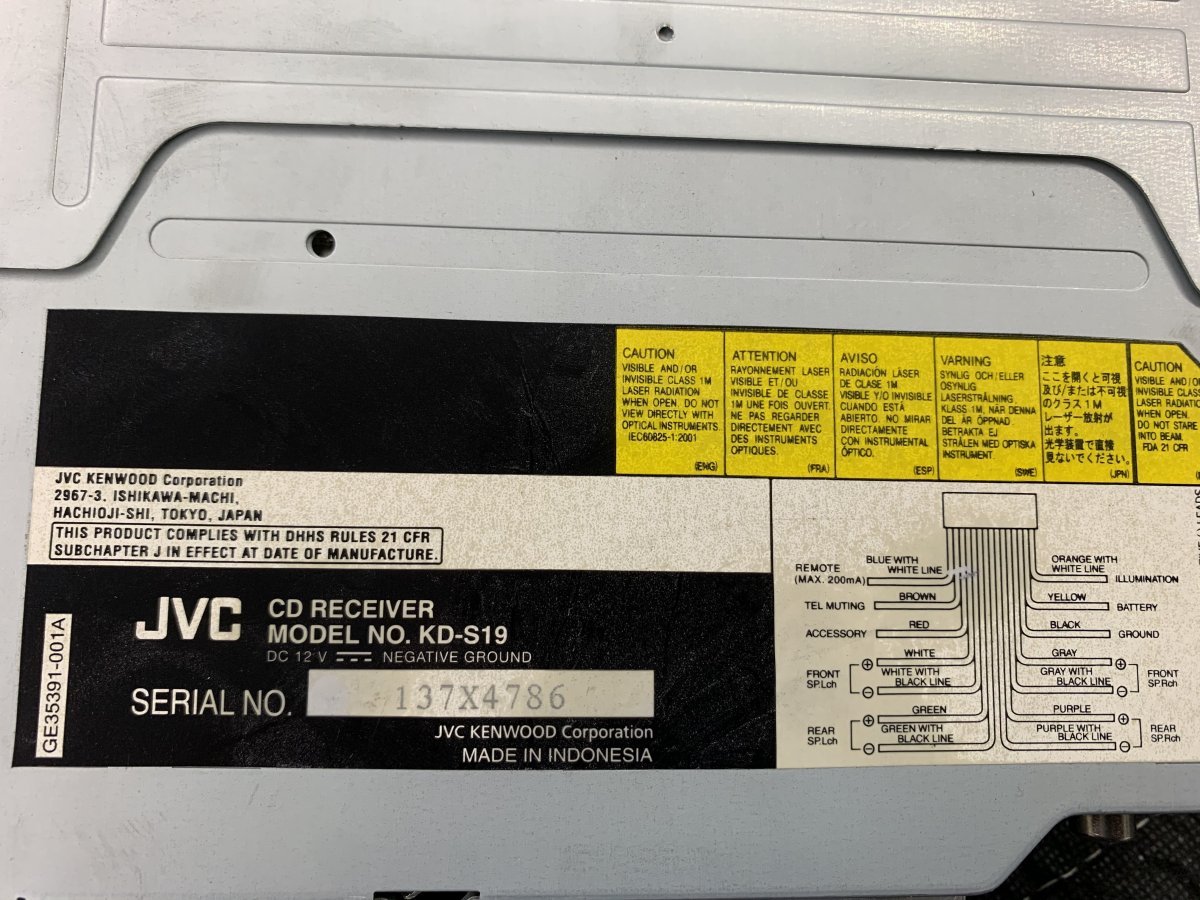 CAUTION
VISIBLE AND/OR
INVISIBLE CLASS 1M
LASER RADIATION
WHEN OPEN. DO NOT
VIEW DIRECTLY WITH
OPTICAL INSTRUMENTS.
IEC60825-1:2001
(ENG)
ATTENTION
RAYONNEMENT LASER
VISIBLE ET/OU
INVISIBLE DE CLASSE
1M UNE FOIS OUVERT.
NE PAS REGARDER
DIRECTEMENT AVEC
DES INSTRUMENTS
OPTIQUES.
(FRA)
AVISO
RADIACIÓN LÁSER
DE CLASE 1M
VISIBLE Y/O INVISIBLE
CUANDO ESTÁ
ABIERTO. NO MIRAR
DIRECTAMENTE
CON INSTRUMENTAL
ÓPTICO.
(ESP)
VARNING
SYNLIG OCH/ELLER
OSYNLIG
LASERSTRÅLNING
KLASS 1M, NÄR DENNA
DEL ÄR ÖPPNAD
BETRAKTA EJ
STRÅLEN MED OPTISKA
INSTRUMENT.
(SWE)
注意
ここを開くと可視
及び/または不可視
のクラス1M
レーザー放射が
出ます。
光学装置で直接
見ないでください。
(JPN)
CAUTION
VISIBLE AND/O
INVISIBLE CLASS
LASER RADIATIO
WHEN OPEN.
DO NOT STARE
INTO BEAM.
FDA 21 CFR
JVC KENWOOD Corporation
2967-3, ISHIKAWA-MACHI,
HACHIOJI-SHI, TOKYO, JAPAN
THIS PRODUCT COMPLIES WITH DHHS RULES 21 CFR
SUBCHAPTER J IN EFFECT AT DATE OF MANUFACTURE.
GE35391-001A
JVC
CD RECEIVER
MODEL NO. KD-S19
DC 12 V NEGATIVE GROUND
SERIAL NO. 137X4786
JVC KENWOOD Corporation
MADE IN INDONESIA
REMOTE
(MAX. 200mA)
BLUE WITH
WHITE LINE
TEL MUTING
BROWN
ACCESSORY
RED
FRONT
SP.Lch
WHITE
WHITE WITH
BLACK LINE
REAR
SP.Lch
GREEN
GREEN WITH
BLACK LINE
ORANGE WITH
WHITE LINE
ILLUMINATION
YELLOW
BATTERY
BLACK
GROUND
GRAY
GRAY WITH
BLACK LINE
FRONT
SP.Rch
PURPLE
PURPLE WITH
BLACK LINE
REAR
SP.Rch